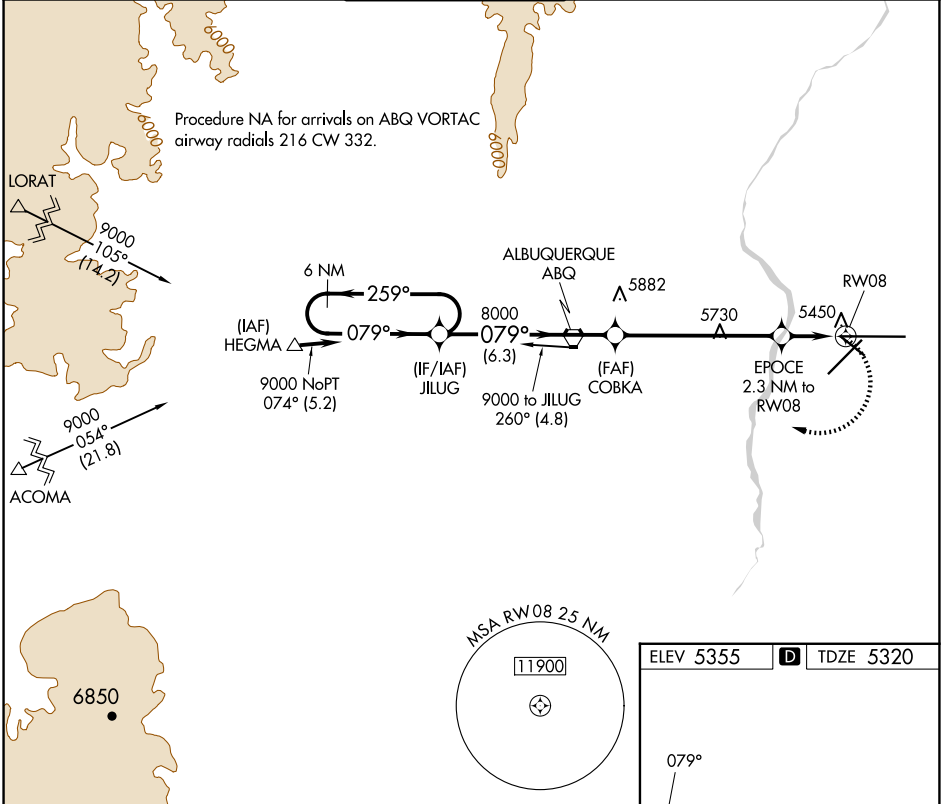 6000
6000
6000
Procedure NA for arrivals on ABQ VORTAC
airway radials 216 CW 332.
LORAT
9000
105°
(14.2)
6 NM
259°
079°
(IAF)
HEGMA
9000 NoPT
074° (5.2)
(IF/IAF)
JILUG
8000
079°
(6.3)
9000 to JILUG
260° (4.8)
ALBUQUERQUE
ABQ
5882
(FAF)
COBKA
5730
5450
RW08
EPOCE
2.3 NM to
RW08
9000
054°
(21.8)
ACOMA
6850
MSA RW08 25 NM
11900
ELEV 5355 D TDZE 5320
079°